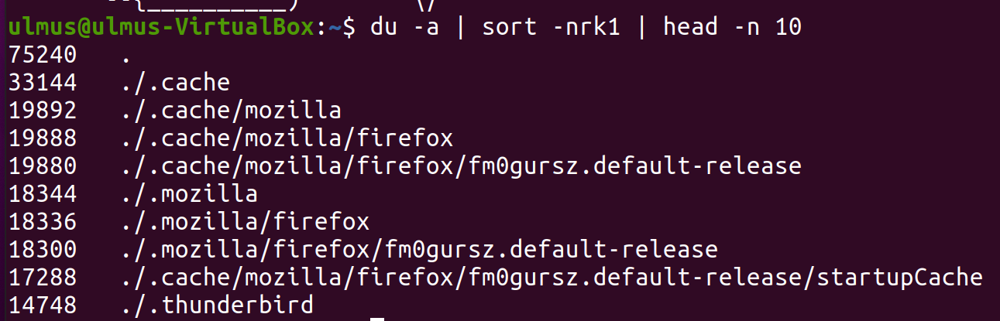 --{__________)         \/
ulmus@ulmus-VirtualBox:~$ du -a | sort -nrk1 | head -n 10
75240   .
33144   ./.cache
19892   ./.cache/mozilla
19888   ./.cache/mozilla/firefox
19880   ./.cache/mozilla/firefox/fm0gursz.default-release
18344   ./.mozilla
18336   ./.mozilla/firefox
18300   ./.mozilla/firefox/fm0gursz.default-release
17288   ./.cache/mozilla/firefox/fm0gursz.default-release/startupCache
14748   ./.thunderbird